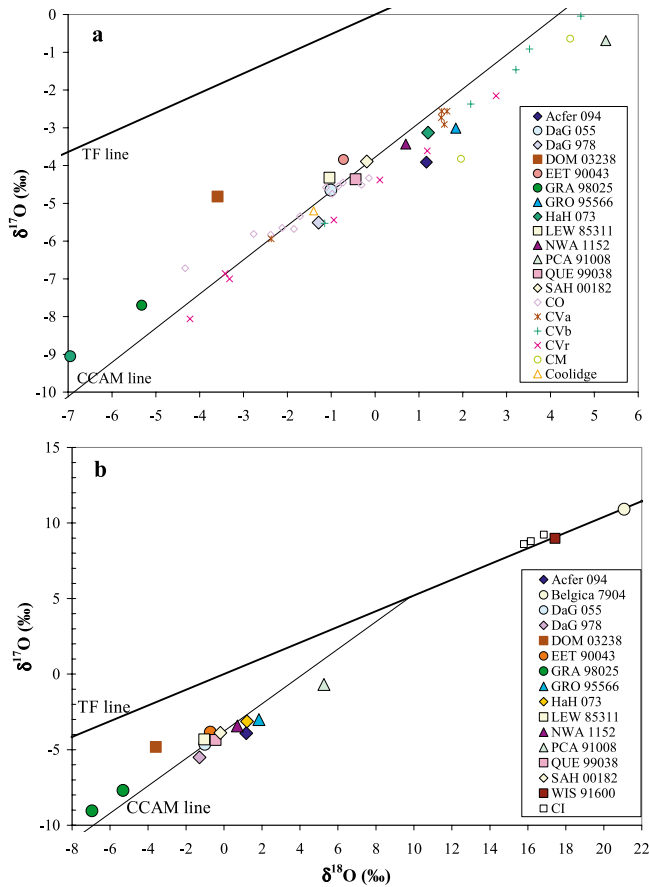 a
0
-1
-2
-3
-4
-5
-6
-7
-8
-9
-10
δ17O (‰)
TF line
CCAM line
Acfer 094
DaG 055
DaG 978
DOM 03238
EET 90043
GRA 98025
GRO 95566
HaH 073
LEW 85311
NWA 1152
PCA 91008
QUE 99038
SAH 00182
CO
CVa
CVb
CVr
CM
Coolidge
-7 -6 -5 -4 -3 -2 -1 0 1 2 3 4 5 6
b
15
10
5
0
-5
-10
δ17O (‰)
TF line
CCAM line
Acfer 094
Belgica 7904
DaG 055
DaG 978
DOM 03238
EET 90043
GRA 98025
GRO 95566
HaH 073
LEW 85311
NWA 1152
PCA 91008
QUE 99038
SAH 00182
WIS 91600
CI
-8 -6 -4 -2 0 2 4 6 8 10 12 14 16 18 20 22
δ18O (‰)